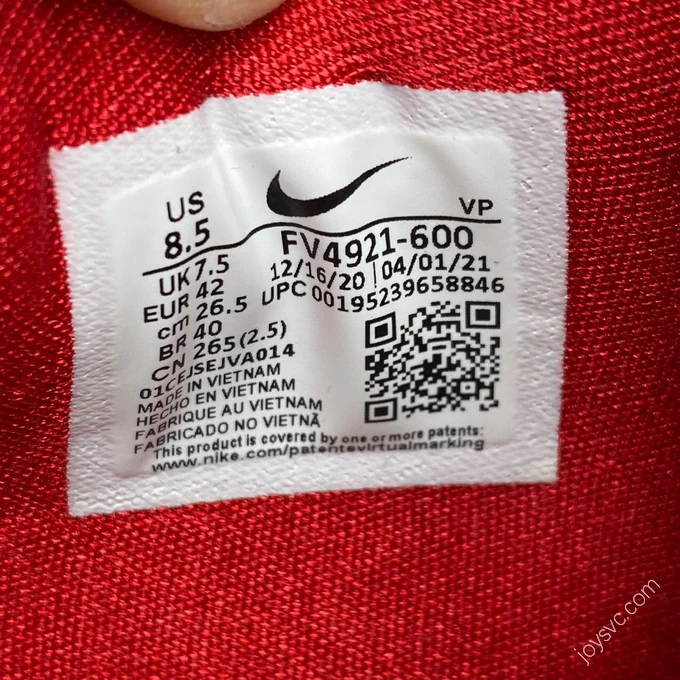 US
8.5
VP
FV4921-600
UK 7.5
12/16/20 | 04/01/21
EUR 42
UPC 00195239658846
cm 26.5
BR 40
CN 265 (2.5)
01CEJSEJVA014
MADE IN VIETNAM
HECHO EN VIETNAM
FABRIQUE AU VIETNAM
FABRICADO NO VIETNÃ
This product is covered by one or more patents:
www.nike.com/patentsvirtualmarking
joysvc.com